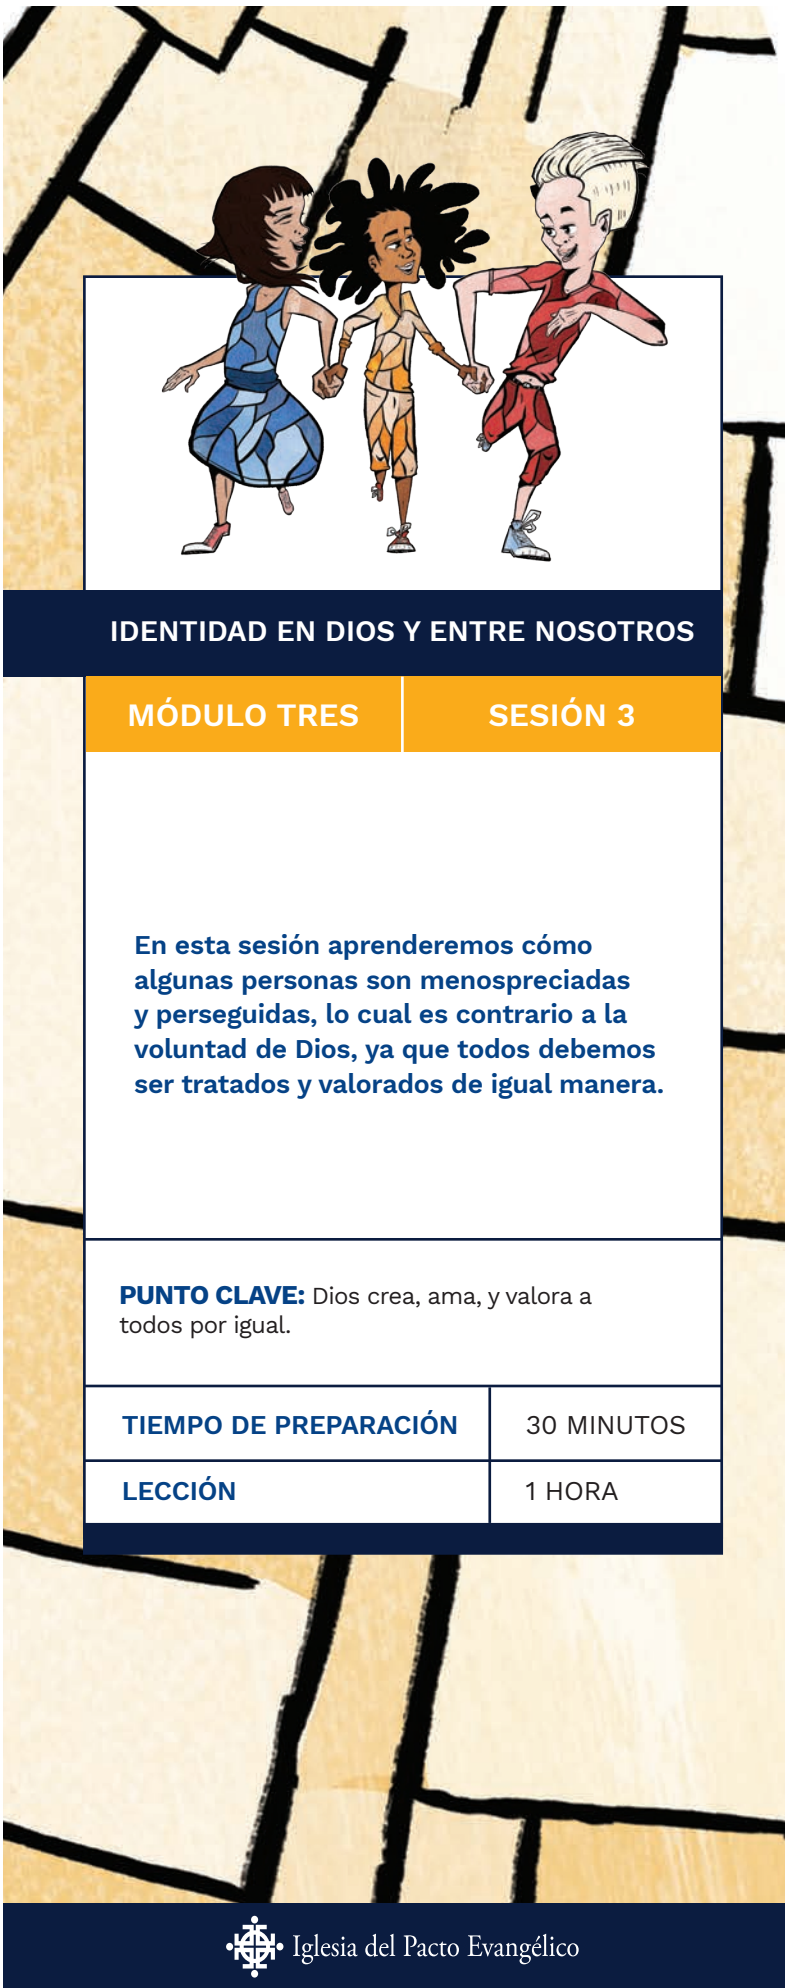 IDENTIDAD EN DIOS Y ENTRE NOSOTROS
MÓDULO TRES
SESIÓN 3
En esta sesión aprenderemos cómo
algunas personas son menospreciadas
y perseguidas, lo cual es contrario a la
voluntad de Dios, ya que todos debemos
ser tratados y valorados de igual manera.
PUNTO CLAVE: Dios crea, ama, y valora a
todos por igual.
TIEMPO DE PREPARACIÓN
30 MINUTOS
LECCIÓN
1 HORA
Iglesia del Pacto Evangélico